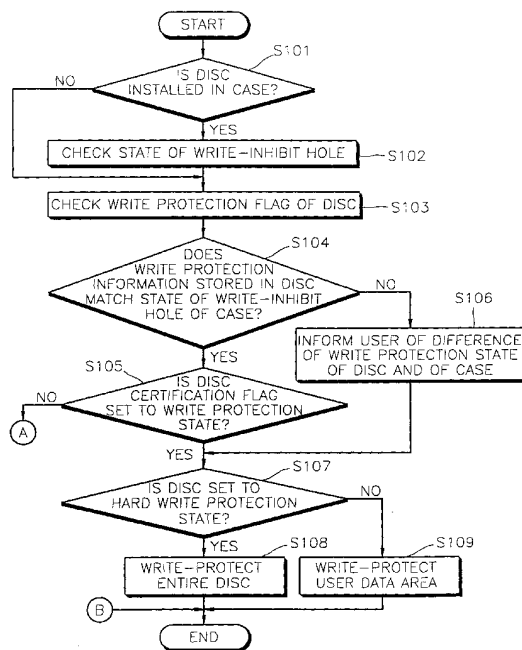 START
S101
IS DISC
INSTALLED IN CASE?
NO
YES
CHECK STATE OF WRITE-INHIBIT HOLE
S102
CHECK WRITE PROTECTION FLAG OF DISC
S103
S104
DOES
WRITE PROTECTION
INFORMATION STORED IN DISC
MATCH STATE OF WRITE-INHIBIT
HOLE OF CASE?
NO
S106
INFORM USER OF DIFFERENCE
OF WRITE PROTECTION STATE
OF DISC AND OF CASE
YES
S105
IS DISC
CERTIFICATION FLAG
SET TO WRITE PROTECTION
STATE?
NO
A
YES
S107
IS DISC SET TO
HARD WRITE PROTECTION
STATE?
NO
YES
S108
WRITE-PROTECT
ENTIRE DISC
S109
WRITE-PROTECT
USER DATA AREA
B
END